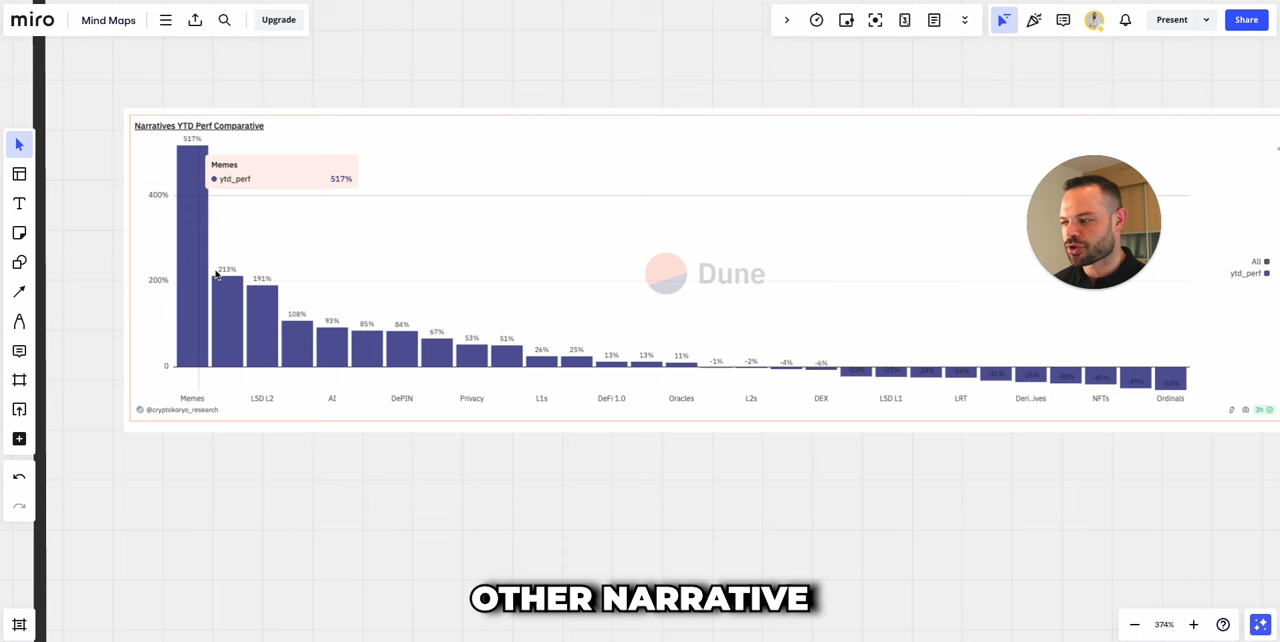 miro
Mind Maps
Upgrade
Present
Share
Narratives YTD Perf Comparative
517%
Memes
ytd_perf 517%
400%
213%
200%
191%
108%
93%
85%
84%
67%
53%
51%
26%
25%
13%
13%
11%
-1%
-2%
-4%
-6%
0
Dune
All
ytd_perf
Memes LSD L2 AI DePIN Privacy L1s DeFi 1.0 Oracles L2s DEX LSD L1 LRT Deri..ives NFTs Ordinals
@cryptokoryo_research
3h
OTHER NARRATIVE
374%